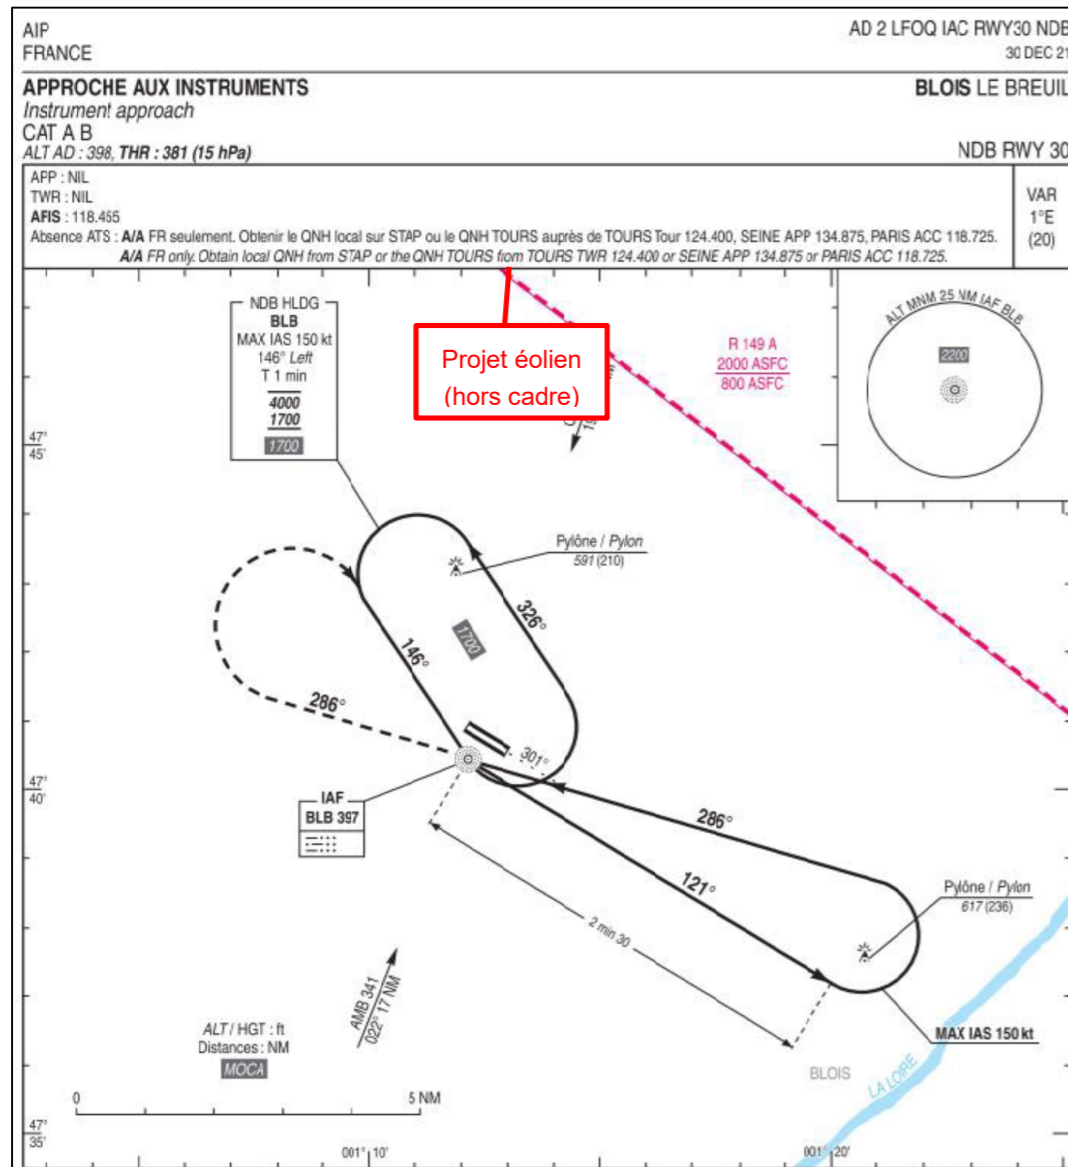 AIP
FRANCE
AD 2 LFOQ IAC RWY30 NDB
30 DEC 21
APPROCHE AUX INSTRUMENTS
Instrument approach
CAT A B
ALT AD : 398, THR : 381 (15 hPa)
BLOIS LE BREUIL
NDB RWY 30
APP : NIL
TWR : NIL
AFIS : 118.455
Absence ATS : A/A FR seulement. Obtenir le QNH local sur STAP ou le QNH TOURS auprès de TOURS Tour 124.400, SEINE APP 134.875, PARIS ACC 118.725.
A/A FR only. Obtain local QNH from STAP or the QNH TOURS from TOURS TWR 124.400 or SEINE APP 134.875 or PARIS ACC 118.725.
VAR
1°E
(20)
NDB HLDG
BLB
MAX IAS 150 kt
146° Left
T 1 min
4000
1700
1700
Projet éolien
(hors cadre)
R 149 A
2000 ASFC
800 ASFC
ALT MNM 25 NM IAF BLB
2200
47°
45'
Pylône / Pylon
591 (210)
326°
1700
146°
286°
301°
47°
40'
IAF
BLB 397
286°
121°
2 min 30
Pylône / Pylon
617 (236)
AMB 341
022° 17 NM
MAX IAS 150 kt
ALT / HGT : ft
Distances : NM
MOCA
BLOIS
LA LOIRE
0
5 NM
47°
35'
001° 10'
001° 20'